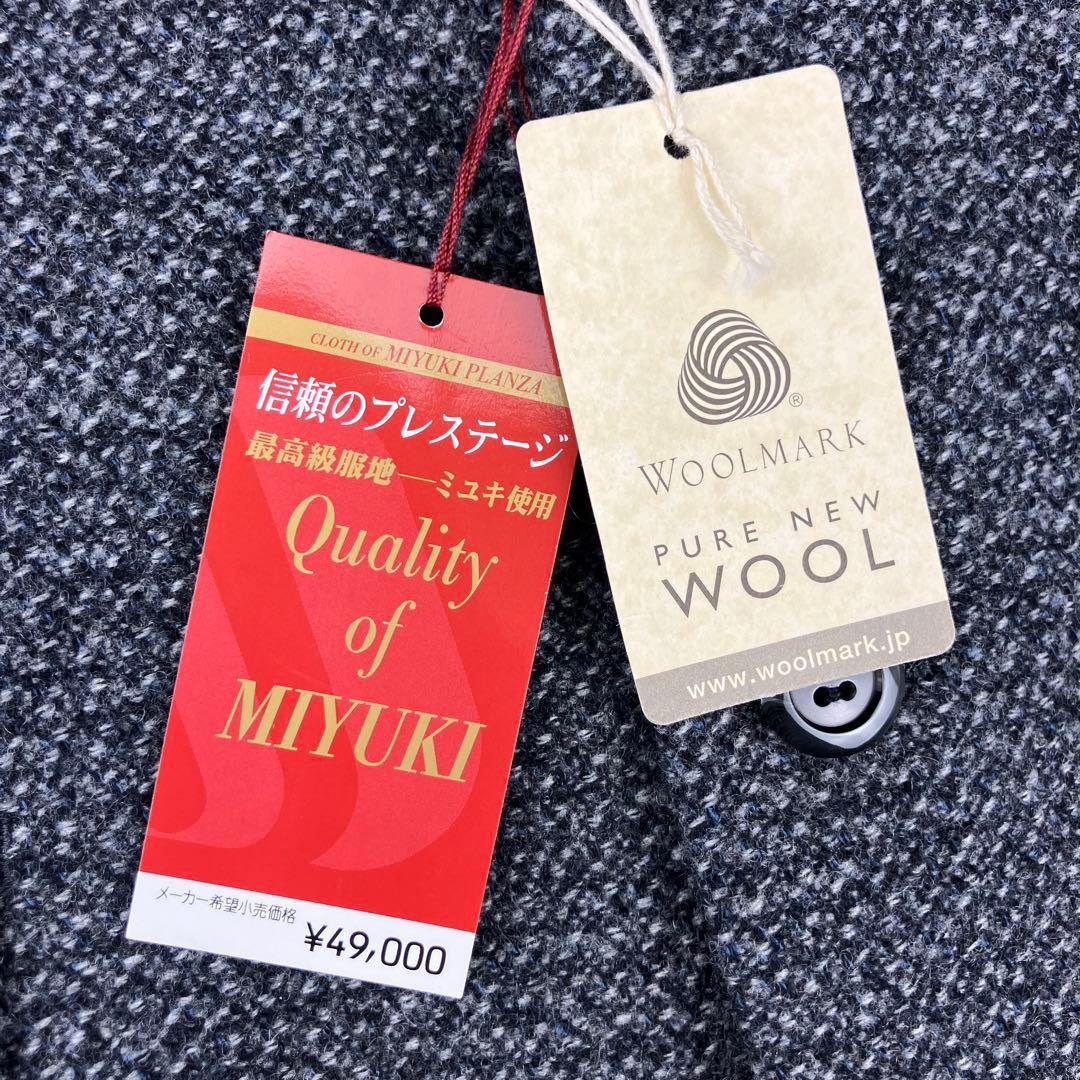 CLOTH OF MIYUKI PLANZA
信頼のプレステージ
最高級服地──ミユキ使用
Quality
of
MIYUKI
メーカー希望小売価格
¥49,000
®
WOOLMARK
PURE NEW
WOOL
www.woolmark.jp